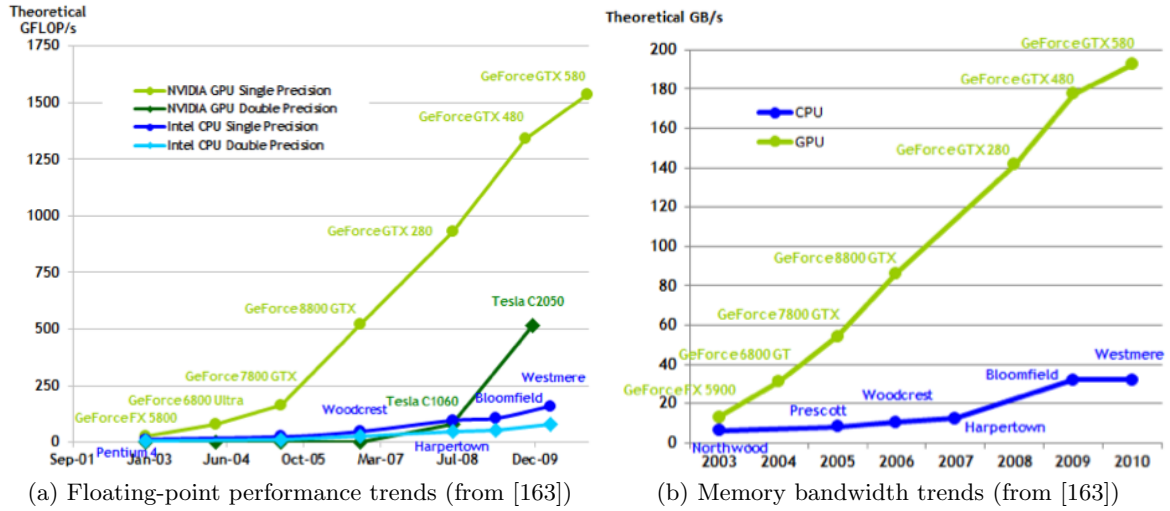 Theoretical
GFLOP/s
1750
1500
1250
1000
750
500
250
0
NVIDIA GPU Single Precision
NVIDIA GPU Double Precision
Intel CPU Single Precision
Intel CPU Double Precision
GeForce GTX 580
GeForce GTX 480
GeForce GTX 280
GeForce 8800 GTX
Tesla C2050
GeForce 7800 GTX
Westmere
GeForce 6800 Ultra
Tesla C1060
Bloomfield
GeForce FX 5800
Woodcrest
Pentium 4
Harpertown
Sep-01
Jan-03
Jun-04
Oct-05
Mar-07
Jul-08
Dec-09
(a) Floating-point performance trends (from [163])
Theoretical GB/s
200
180
160
140
120
100
80
60
40
20
0
CPU
GPU
GeForce GTX 580
GeForce GTX 480
GeForce GTX 280
GeForce 8800 GTX
GeForce 7800 GTX
GeForce 6800 GT
Westmere
Bloomfield
GeForce FX 5900
Woodcrest
Prescott
Harpertown
Northwood
2003
2004
2005
2006
2007
2008
2009
2010
(b) Memory bandwidth trends (from [163])